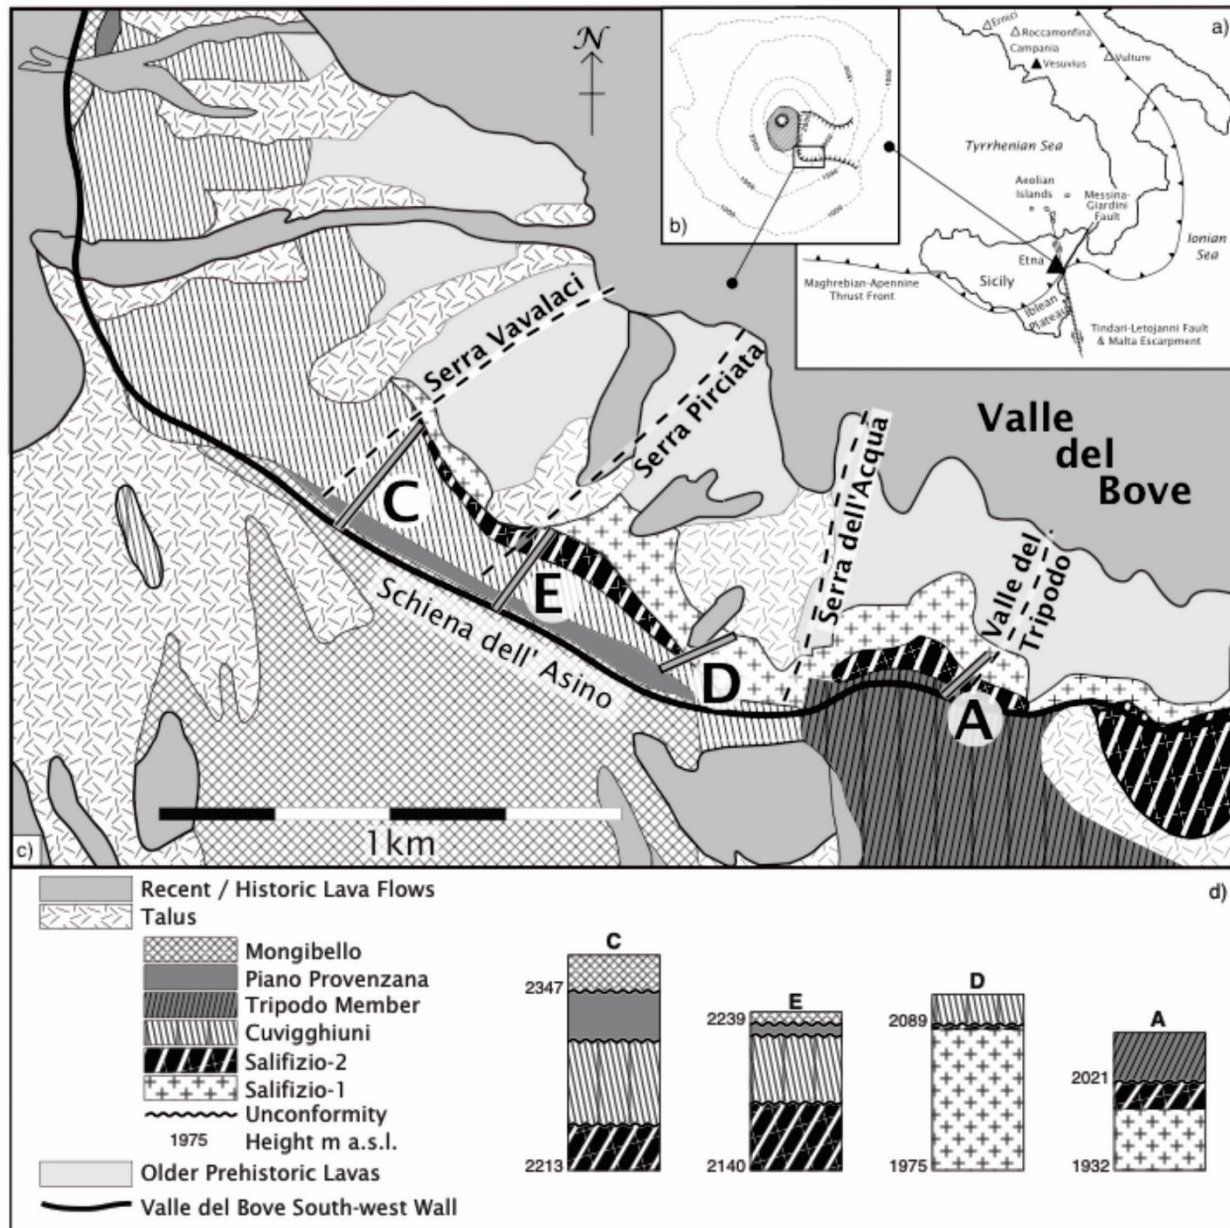 a)
Ernici
Roccamonfina
Campania
Vesuvius
Vulture
Tyrrhenian Sea
Aeolian
Islands
Messina-
Giardini
Fault
Ionian
Sea
Etna
Sicily
Maghrebian-Apennine
Thrust Front
Iblean
Plateau
Tindari-Letojanni Fault
& Malta Escarpment
b)
N
Serra Vavalaci
Serra Pirciata
Serra dell'Acqua
Valle del
Tripodo
Valle
del
Bove
C
E
D
A
Schiena dell' Asino
1km
c)
d)
Recent / Historic Lava Flows
Talus
Mongibello
Piano Provenzana
Tripodo Member
Cuvigghiuni
Salifizio-2
Salifizio-1
Unconformity
1975 Height m a.s.l.
Older Prehistoric Lavas
Valle del Bove South-west Wall
C
2347
2213
E
2239
2140
D
2089
1975
A
2021
1932